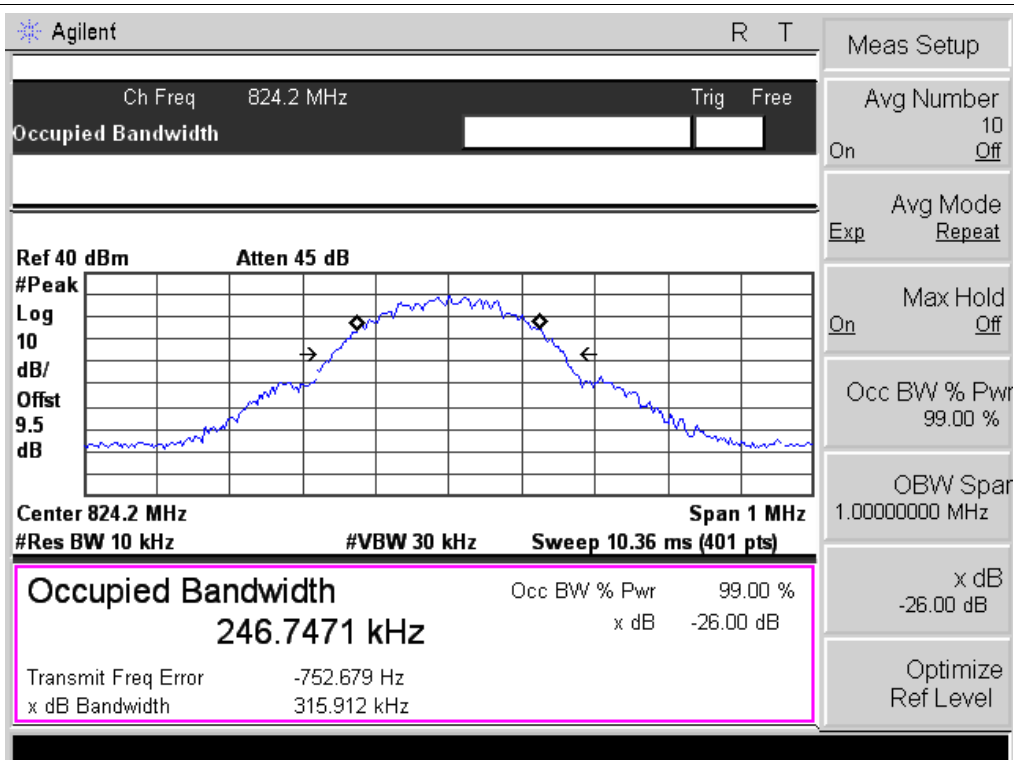 Agilent R T
Ch Freq 824.2 MHz Trig Free
Occupied Bandwidth
Ref 40 dBm Atten 45 dB
#Peak
Log
10
dB/
Offst
9.5
dB
Center 824.2 MHz Span 1 MHz
#Res BW 10 kHz #VBW 30 kHz Sweep 10.36 ms (401 pts)
Occupied Bandwidth
246.7471 kHz
Occ BW % Pwr 99.00 %
x dB -26.00 dB
Transmit Freq Error -752.679 Hz
x dB Bandwidth 315.912 kHz
Meas Setup
Avg Number
10
On Off
Avg Mode
Exp Repeat
Max Hold
On Off
Occ BW % Pwr
99.00 %
OBW Span
1.00000000 MHz
x dB
-26.00 dB
Optimize
Ref Level